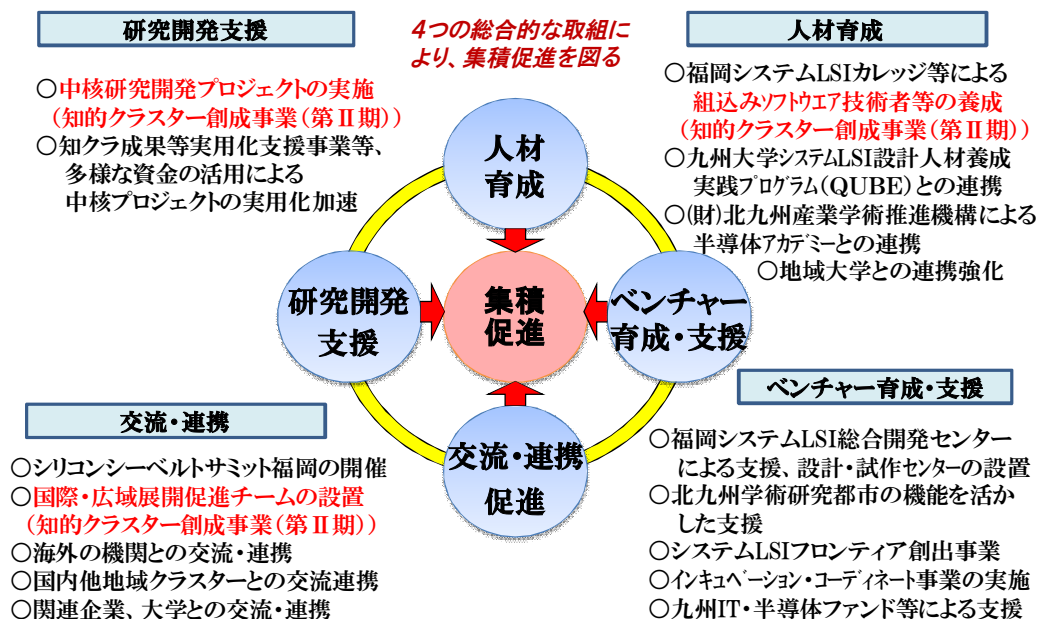 研究開発支援
○中核研究開発プロジェクトの実施
(知的クラスター創成事業(第Ⅱ期))
○知クラ成果等実用化支援事業等、
多様な資金の活用による
中核プロジェクトの実用化加速
4つの総合的な取組に
より、集積促進を図る
人材育成
○福岡システムLSIカレッジ等による
組込みソフトウエア技術者等の養成
(知的クラスター創成事業(第Ⅱ期))
○九州大学システムLSI設計人材養成
実践プログラム(QUBE)との連携
○(財)北九州産業学術推進機構による
半導体アカデミーとの連携
○地域大学との連携強化
人材
育成
研究開発
支援
集積
促進
ベンチャー
育成・支援
交流・連携
促進
交流・連携
○シリコンシーベルトサミット福岡の開催
○国際・広域展開促進チームの設置
(知的クラスター創成事業(第Ⅱ期))
○海外の機関との交流・連携
○国内他地域クラスターとの交流連携
○関連企業、大学との交流・連携
ベンチャー育成・支援
○福岡システムLSI総合開発センター
による支援、設計・試作センターの設置
○北九州学術研究都市の機能を活か
した支援
○システムLSIフロンティア創出事業
○インキュベーション・コーディネート事業の実施
○九州IT・半導体ファンド等による支援